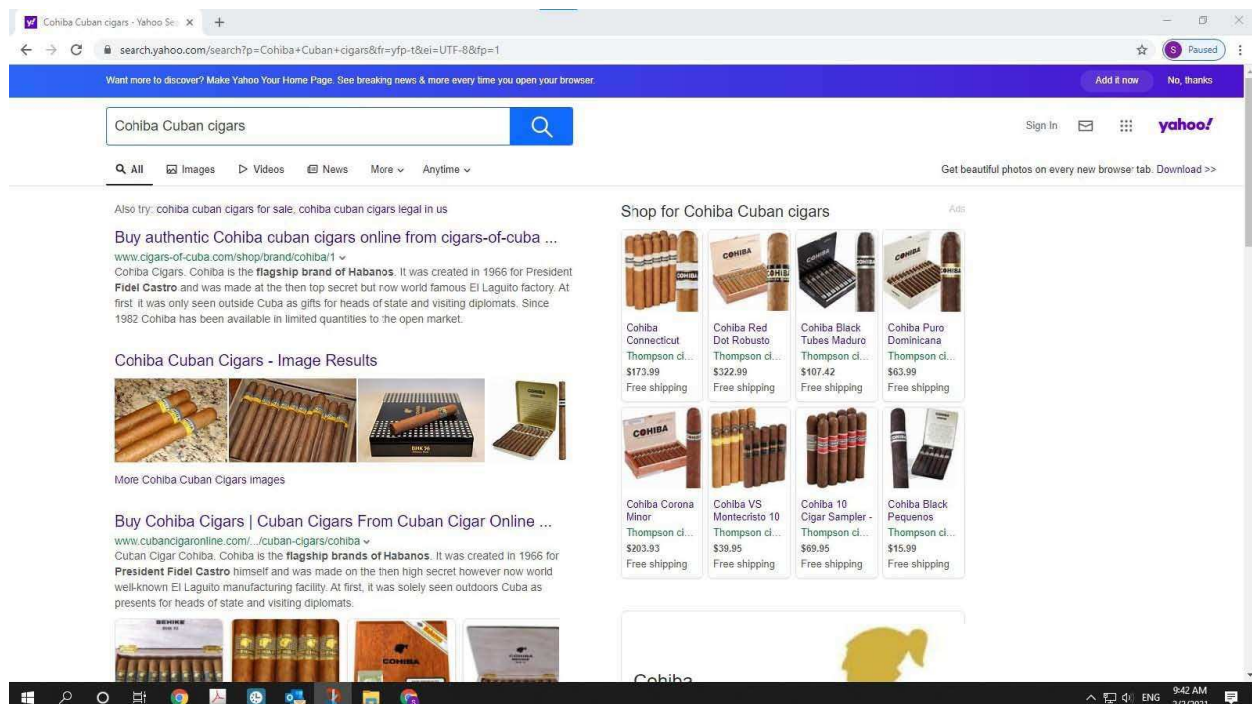 Cohiba Cuban cigars - Yahoo Se
search.yahoo.com/search?p=Cohiba+Cuban+cigars&fr=yfp-t&ei=UTF-8&fp=1
S Paused
Want more to discover? Make Yahoo Your Home Page. See breaking news & more every time you open your browser.
Add it now No, thanks
Cohiba Cuban cigars
Sign In yahoo!
All Images Videos News More Anytime
Get beautiful photos on every new browser tab. Download >>
Also try: cohiba cuban cigars for sale, cohiba cuban cigars legal in us
Buy authentic Cohiba cuban cigars online from cigars-of-cuba ...
www.cigars-of-cuba.com/shop/brand/cohiba/1
Cohiba Cigars. Cohiba is the flagship brand of Habanos. It was created in 1966 for President
Fidel Castro and was made at the then top secret but now world famous El Laguito factory. At
first it was only seen outside Cuba as gifts for heads of state and visiting diplomats. Since
1982 Cohiba has been available in limited quantities to the open market.
Cohiba Cuban Cigars - Image Results
BHK 56
More Cohiba Cuban Cigars images
Buy Cohiba Cigars | Cuban Cigars From Cuban Cigar Online ...
www.cubancigaronline.com/.../cuban-cigars/cohiba
Cuban Cigar Cohiba. Cohiba is the flagship brands of Habanos. It was created in 1966 for
President Fidel Castro himself and was made on the then high secret however now world
well-known El Laguito manufacturing facility. At first, it was solely seen outdoors Cuba as
presents for heads of state and visiting diplomats.
BEHIKE
COHIBA
Shop for Cohiba Cuban cigars
Ads
COHIBA COHIBA COHIBA COHIBA COHIBA COHIBA
Cohiba Connecticut
Thompson ci...
$173.99
Free shipping
Cohiba Red Dot Robusto
Thompson ci...
$322.99
Free shipping
Cohiba Black Tubes Maduro
Thompson ci...
$107.42
Free shipping
Cohiba Puro Dominicana
Thompson ci...
$63.99
Free shipping
COHIBA
Cohiba Corona Minor
Thompson ci...
$203.93
Free shipping
Cohiba VS Montecristo 10
Thompson ci...
$39.95
Free shipping
Cohiba 10 Cigar Sampler -
Thompson ci...
$69.95
Free shipping
Cohiba Black Pequenos
Thompson ci...
$15.99
Free shipping
Cohiba
ENG
9:42 AM
2/2/2021